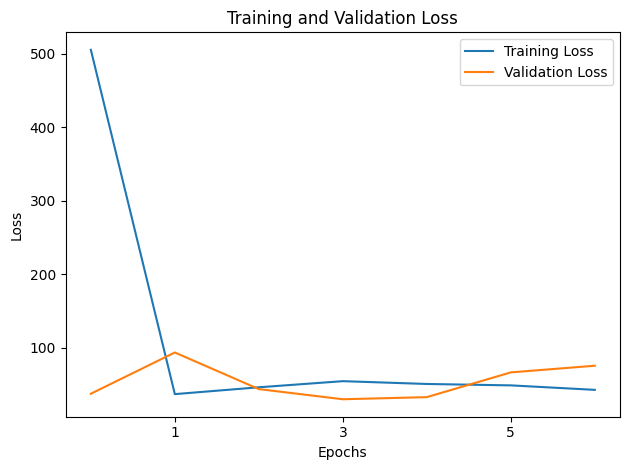 Training and Validation Loss
Training Loss
Validation Loss
500
400
300
200
100
Loss
1
3
5
Epochs